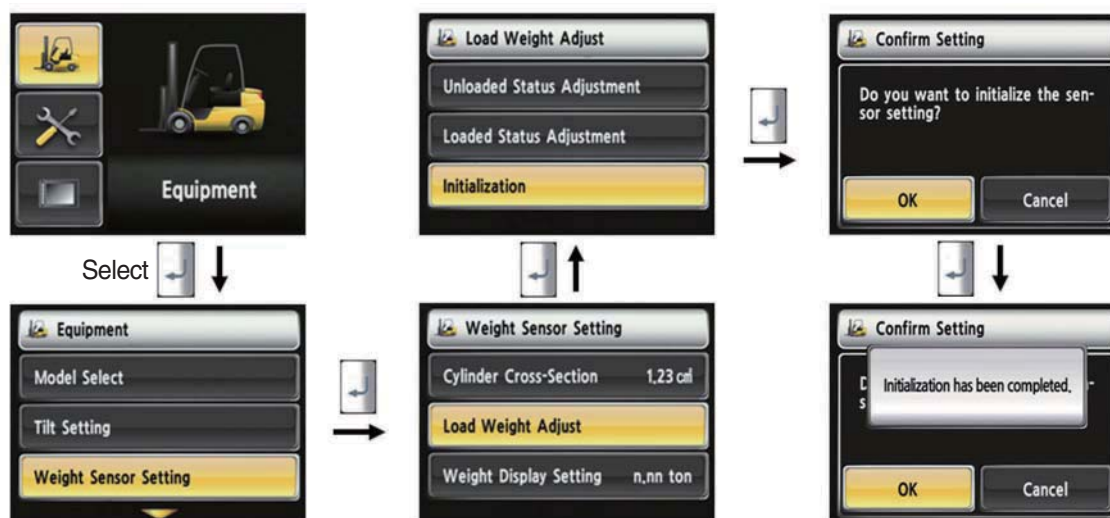 Equipment
Select
Equipment
Model Select
Tilt Setting
Weight Sensor Setting
Weight Sensor Setting
Cylinder Cross-Section 1.23 ㎠
Load Weight Adjust
Weight Display Setting n.nn ton
Load Weight Adjust
Unloaded Status Adjustment
Loaded Status Adjustment
Initialization
Confirm Setting
Do you want to initialize the sen-
sor setting?
OK Cancel
Confirm Setting
Initialization has been completed.
OK Cancel